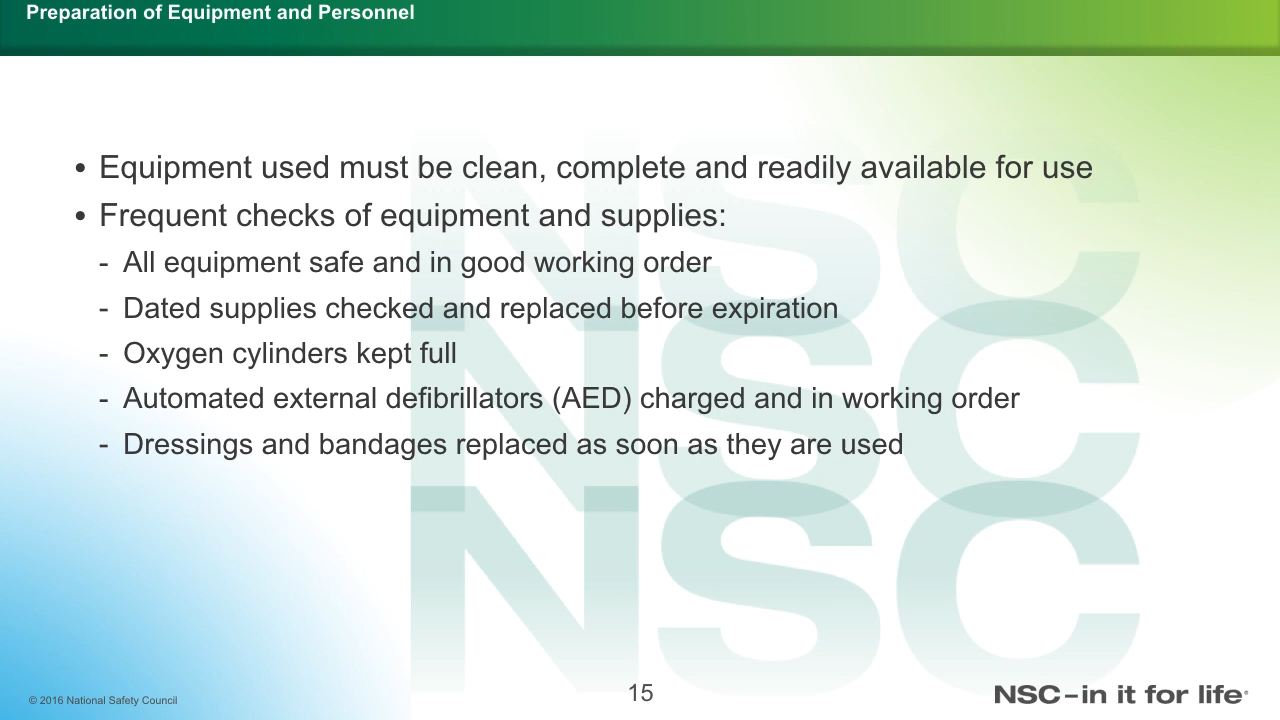 Preparation of Equipment and Personnel
• Equipment used must be clean, complete and readily available for use
• Frequent checks of equipment and supplies:
- All equipment safe and in good working order
- Dated supplies checked and replaced before expiration
- Oxygen cylinders kept full
- Automated external defibrillators (AED) charged and in working order
- Dressings and bandages replaced as soon as they are used
NSC
NSC
NSC
© 2016 National Safety Council
15
NSC–in it for life®